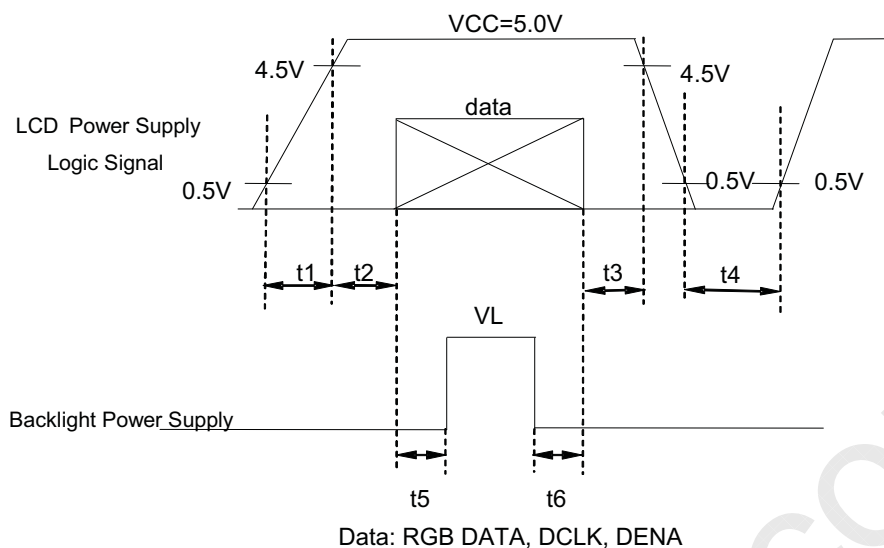 VCC=5.0V
4.5V
4.5V
data
LCD Power Supply
Logic Signal
0.5V
0.5V
0.5V
t1
t2
t3
t4
VL
Backlight Power Supply
t5
t6
Data: RGB DATA, DCLK, DENA